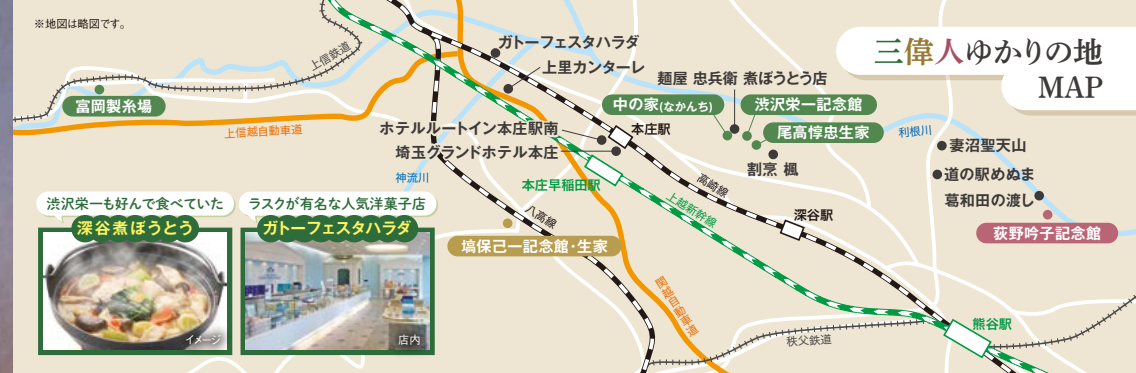 ※地図は略図です。
三偉人ゆかりの地
MAP
上信鉄道
富岡製糸場
上信越自動車道
ガトーフェスタハラダ
上里カンターレ
麺屋 忠兵衛 煮ぼうとう店
中の家(なかんち)
渋沢栄一記念館
尾高惇忠生家
割烹 楓
ホテルルートイン本庄駅南
埼玉グランドホテル本庄
本庄駅
神流川
本庄早稲田駅
高崎線
上越新幹線
深谷駅
八高線
塙保己一記念館・生家
利根川
妻沼聖天山
道の駅めぬま
葛和田の渡し
荻野吟子記念館
関越自動車道
秩父鉄道
熊谷駅
渋沢栄一も好んで食べていた
深谷煮ぼうとう
イメージ
ラスクが有名な人気洋菓子店
ガトーフェスタハラダ
店内